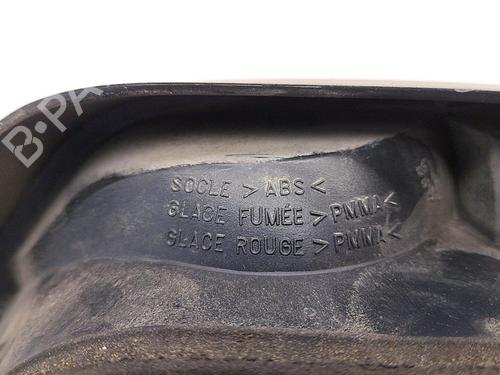 B-PA
SOCLE > ABS <
GLACE FUMÉE > PMMA <
GLACE ROUGE > PMMA <